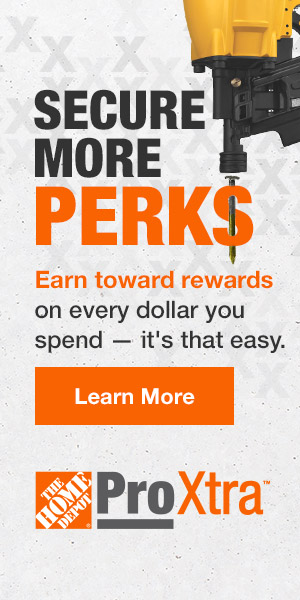 SECURE
MORE
PERKS
Earn toward rewards
on every dollar you
spend — it's that easy.
Learn More
THE
HOME
DEPOT
®
ProXtra™